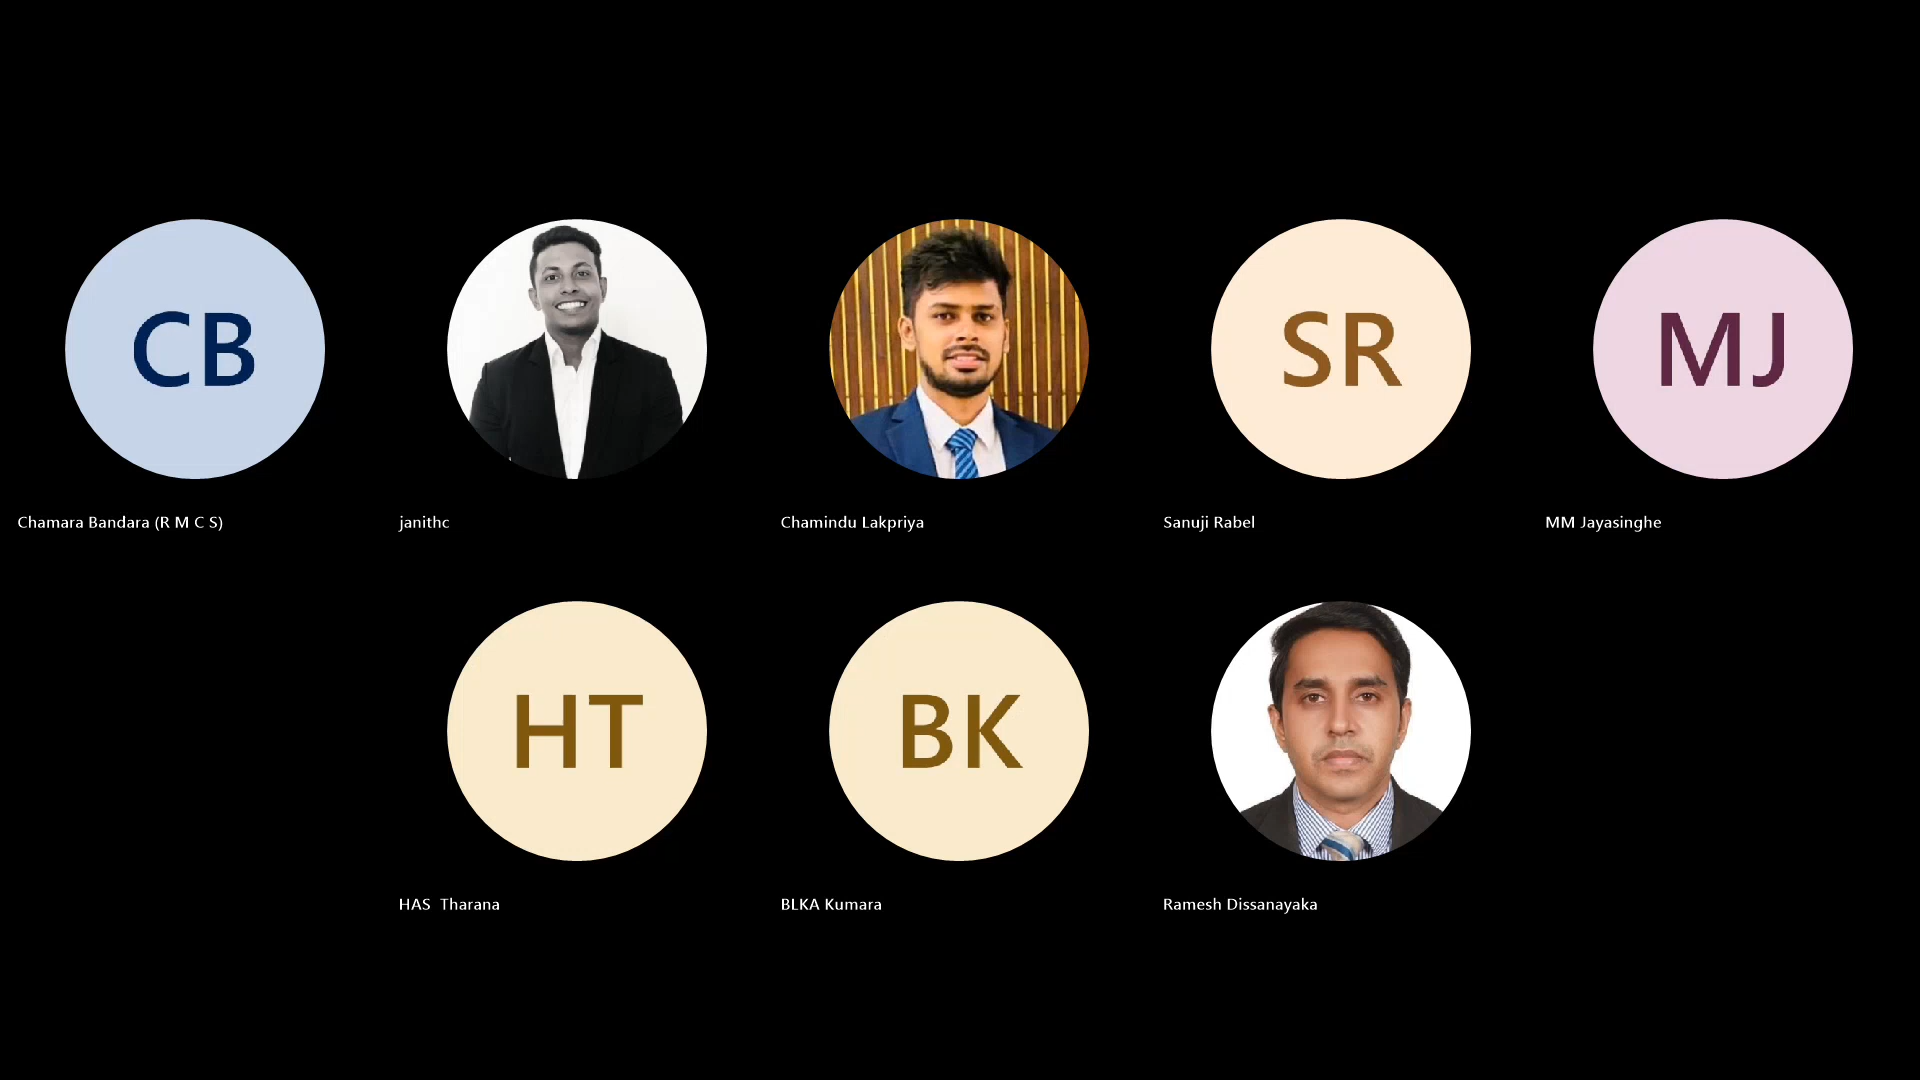 CB
SR
MJ
Chamara Bandara (R M C S)
janithc
Chamindu Lakpriya
Sanuji Rabel
MM Jayasinghe
HT
BK
HAS  Tharana
BLKA Kumara
Ramesh Dissanayaka